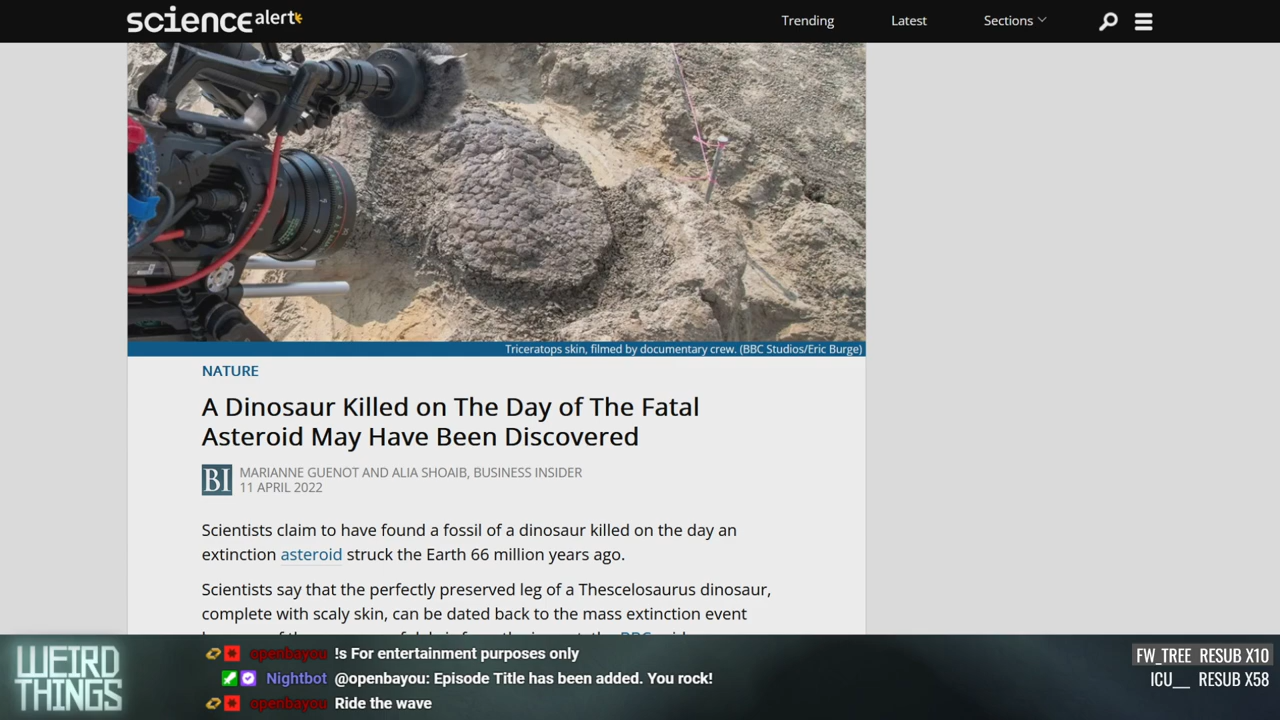 sciencealert
Trending
Latest
Sections
Triceratops skin, filmed by documentary crew. (BBC Studios/Eric Burge)
NATURE
A Dinosaur Killed on The Day of The Fatal
Asteroid May Have Been Discovered
BI
MARIANNE GUENOT AND ALIA SHOAIB, BUSINESS INSIDER
11 APRIL 2022
Scientists claim to have found a fossil of a dinosaur killed on the day an
extinction asteroid struck the Earth 66 million years ago.
Scientists say that the perfectly preserved leg of a Thescelosaurus dinosaur,
complete with scaly skin, can be dated back to the mass extinction event
WEIRD
THINGS
openbayou !s For entertainment purposes only
Nightbot @openbayou: Episode Title has been added. You rock!
openbayou Ride the wave
FW_TREE RESUB X10
ICU__ RESUB X58